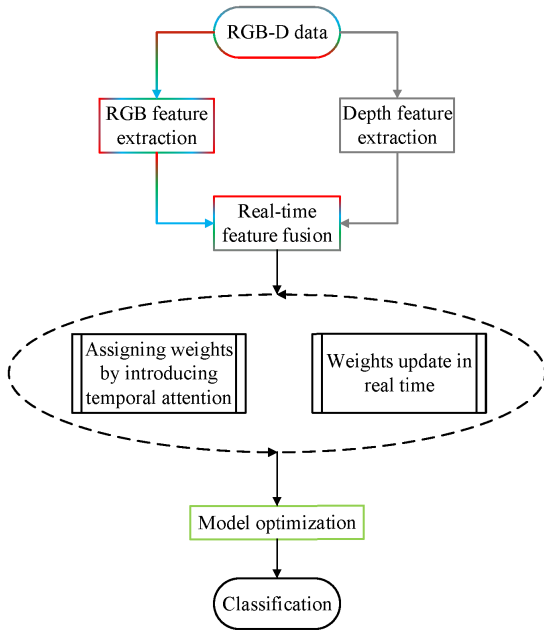 RGB-D data
RGB feature
extraction
Depth feature
extraction
Real-time
feature fusion
Assigning weights
by introducing
temporal attention
Weights update in
real time
Model optimization
Classification